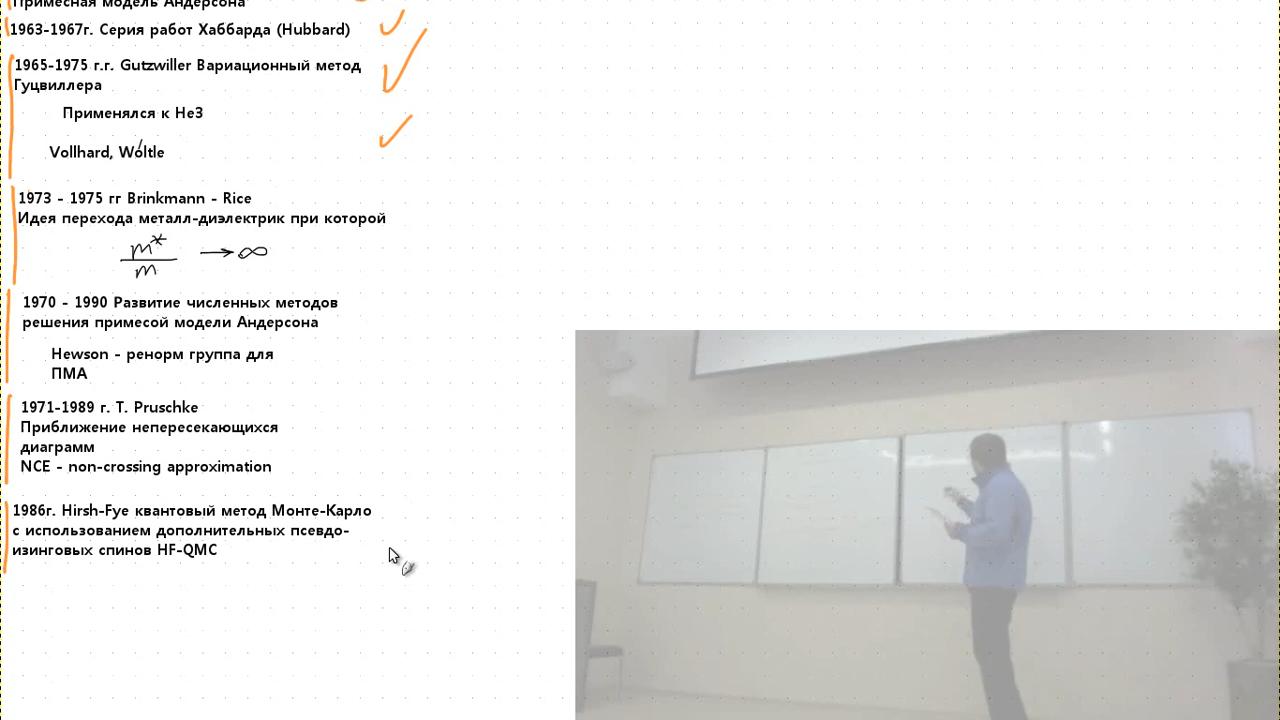 Примесная модель Андерсона
1963-1967г. Серия работ Хаббарда (Hubbard)
1965-1975 г.г. Gutzwiller Вариационный метод
Гуцвиллера
Применялся к He3
Vollhard, Woltle
1973 - 1975 гг Brinkmann - Rice
Идея перехода металл-диэлектрик при которой
m*/m → ∞
1970 - 1990 Развитие численных методов
решения примесой модели Андерсона
Hewson - ренорм группа для
ПМА
1971-1989 г. T. Pruschke
Приближение непересекающихся
диаграмм
NCE - non-crossing approximation
1986г. Hirsh-Fye квантовый метод Монте-Карло
с использованием дополнительных псевдо-
изинговых спинов HF-QMC